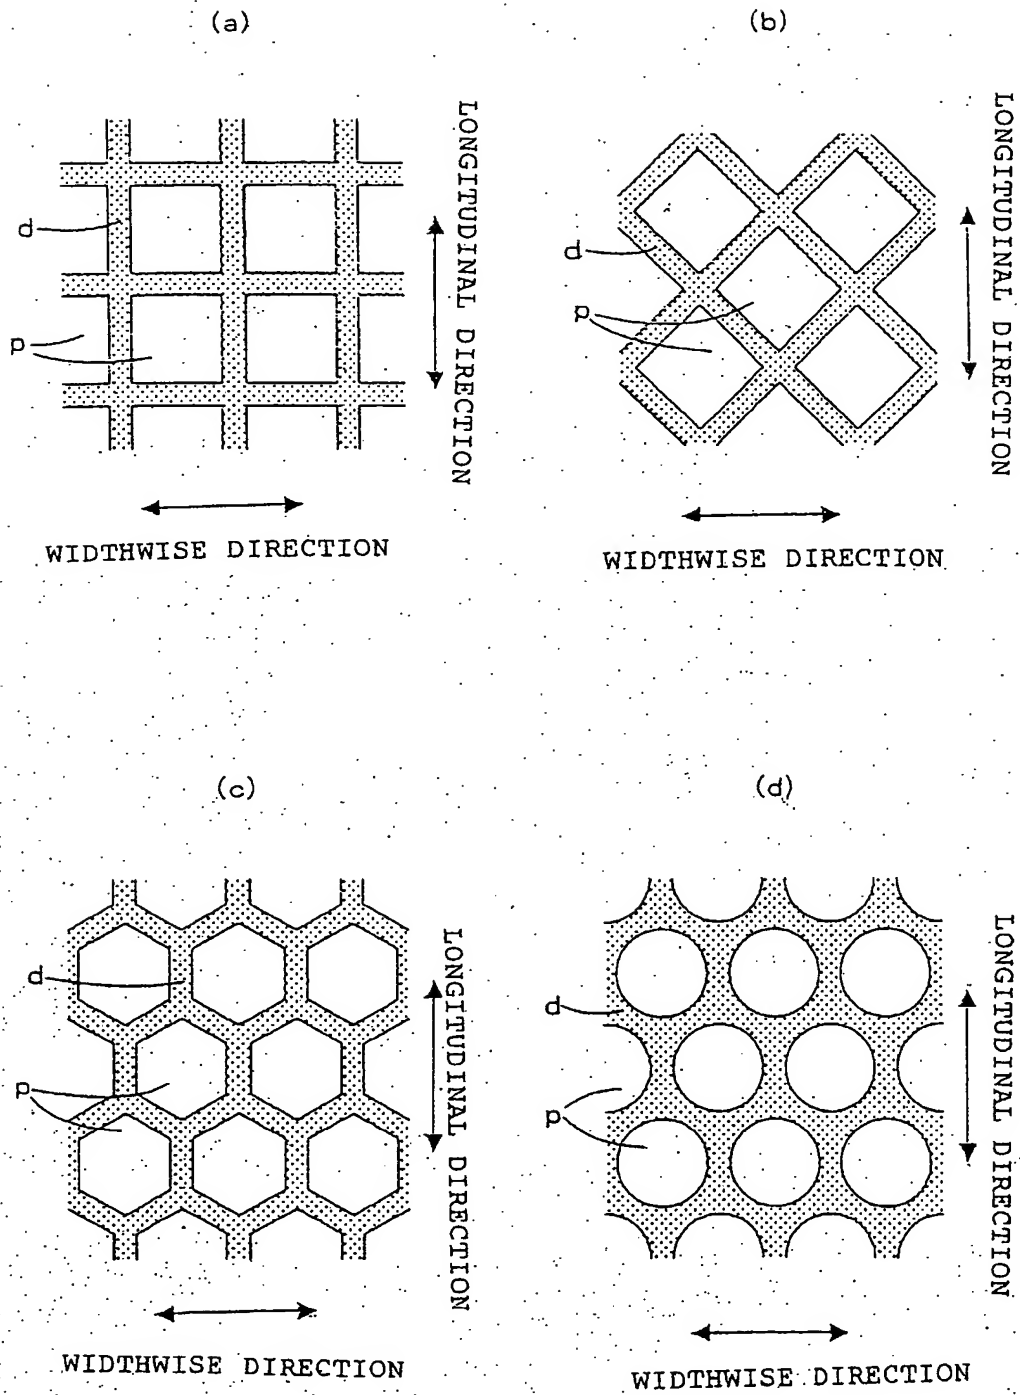 (a)
LONGITUDINAL DIRECTION
d
p
WIDTHWISE DIRECTION
(b)
LONGITUDINAL DIRECTION
d
p
WIDTHWISE DIRECTION
(c)
LONGITUDINAL DIRECTION
d
p
WIDTHWISE DIRECTION
(d)
LONGITUDINAL DIRECTION
d
p
WIDTHWISE DIRECTION